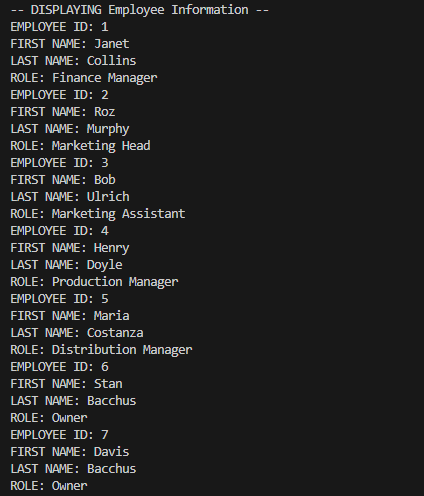 -- DISPLAYING Employee Information --
EMPLOYEE ID: 1
FIRST NAME: Janet
LAST NAME: Collins
ROLE: Finance Manager
EMPLOYEE ID: 2
FIRST NAME: Roz
LAST NAME: Murphy
ROLE: Marketing Head
EMPLOYEE ID: 3
FIRST NAME: Bob
LAST NAME: Ulrich
ROLE: Marketing Assistant
EMPLOYEE ID: 4
FIRST NAME: Henry
LAST NAME: Doyle
ROLE: Production Manager
EMPLOYEE ID: 5
FIRST NAME: Maria
LAST NAME: Costanza
ROLE: Distribution Manager
EMPLOYEE ID: 6
FIRST NAME: Stan
LAST NAME: Bacchus
ROLE: Owner
EMPLOYEE ID: 7
FIRST NAME: Davis
LAST NAME: Bacchus
ROLE: Owner